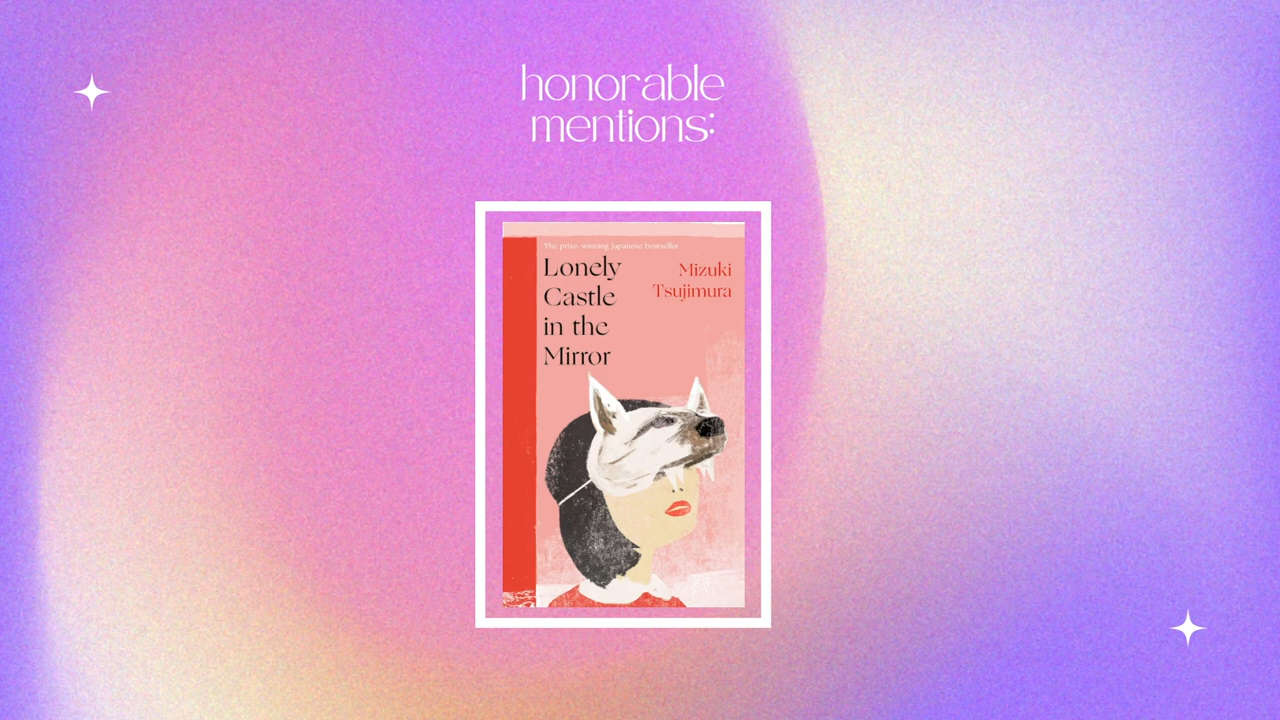 honorable
mentions:
The prize-winning Japanese bestseller
Lonely
Castle
in the
Mirror
Mizuki
Tsujimura